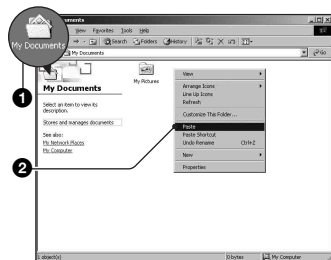 My Documents
uments
View Favorites Tools Help
Search Folders History
My Documents
Go
My Documents
Select an item to view its
description.
Stores and manages documents
See also:
My Network Places
My Computer
My Pictures
View
Arrange Icons
Line Up Icons
Refresh
Customize This Folder...
Paste
Paste Shortcut
Undo Rename Ctrl+Z
New
Properties
1
2
1 object(s)
0 bytes
My Computer